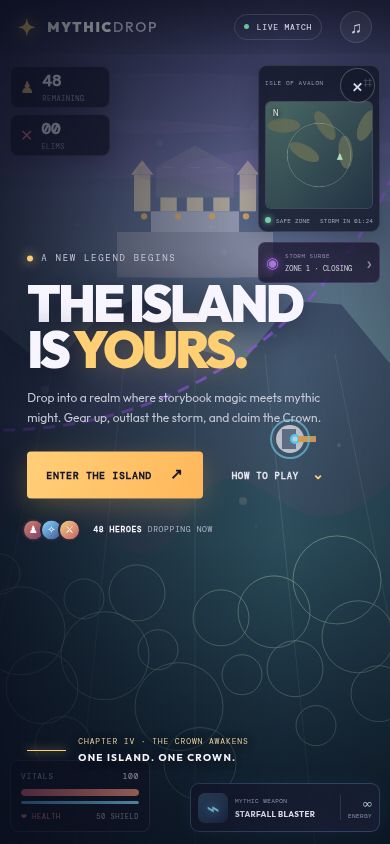 MYTHICDROP
LIVE MATCH
48
REMAINING
00
ELIMS
ISLE OF AVALON
N
SAFE ZONE
STORM IN 01:24
STORM SURGE
ZONE 1 · CLOSING
A NEW LEGEND BEGINS
THE ISLAND
IS YOURS.
Drop into a realm where storybook magic meets mythic
might. Gear up, outlast the storm, and claim the Crown.
ENTER THE ISLAND
HOW TO PLAY
48 HEROES DROPPING NOW
CHAPTER IV · THE CROWN AWAKENS
ONE ISLAND. ONE CROWN.
VITALS
100
HEALTH
50 SHIELD
MYTHIC WEAPON
STARFALL BLASTER
∞
ENERGY